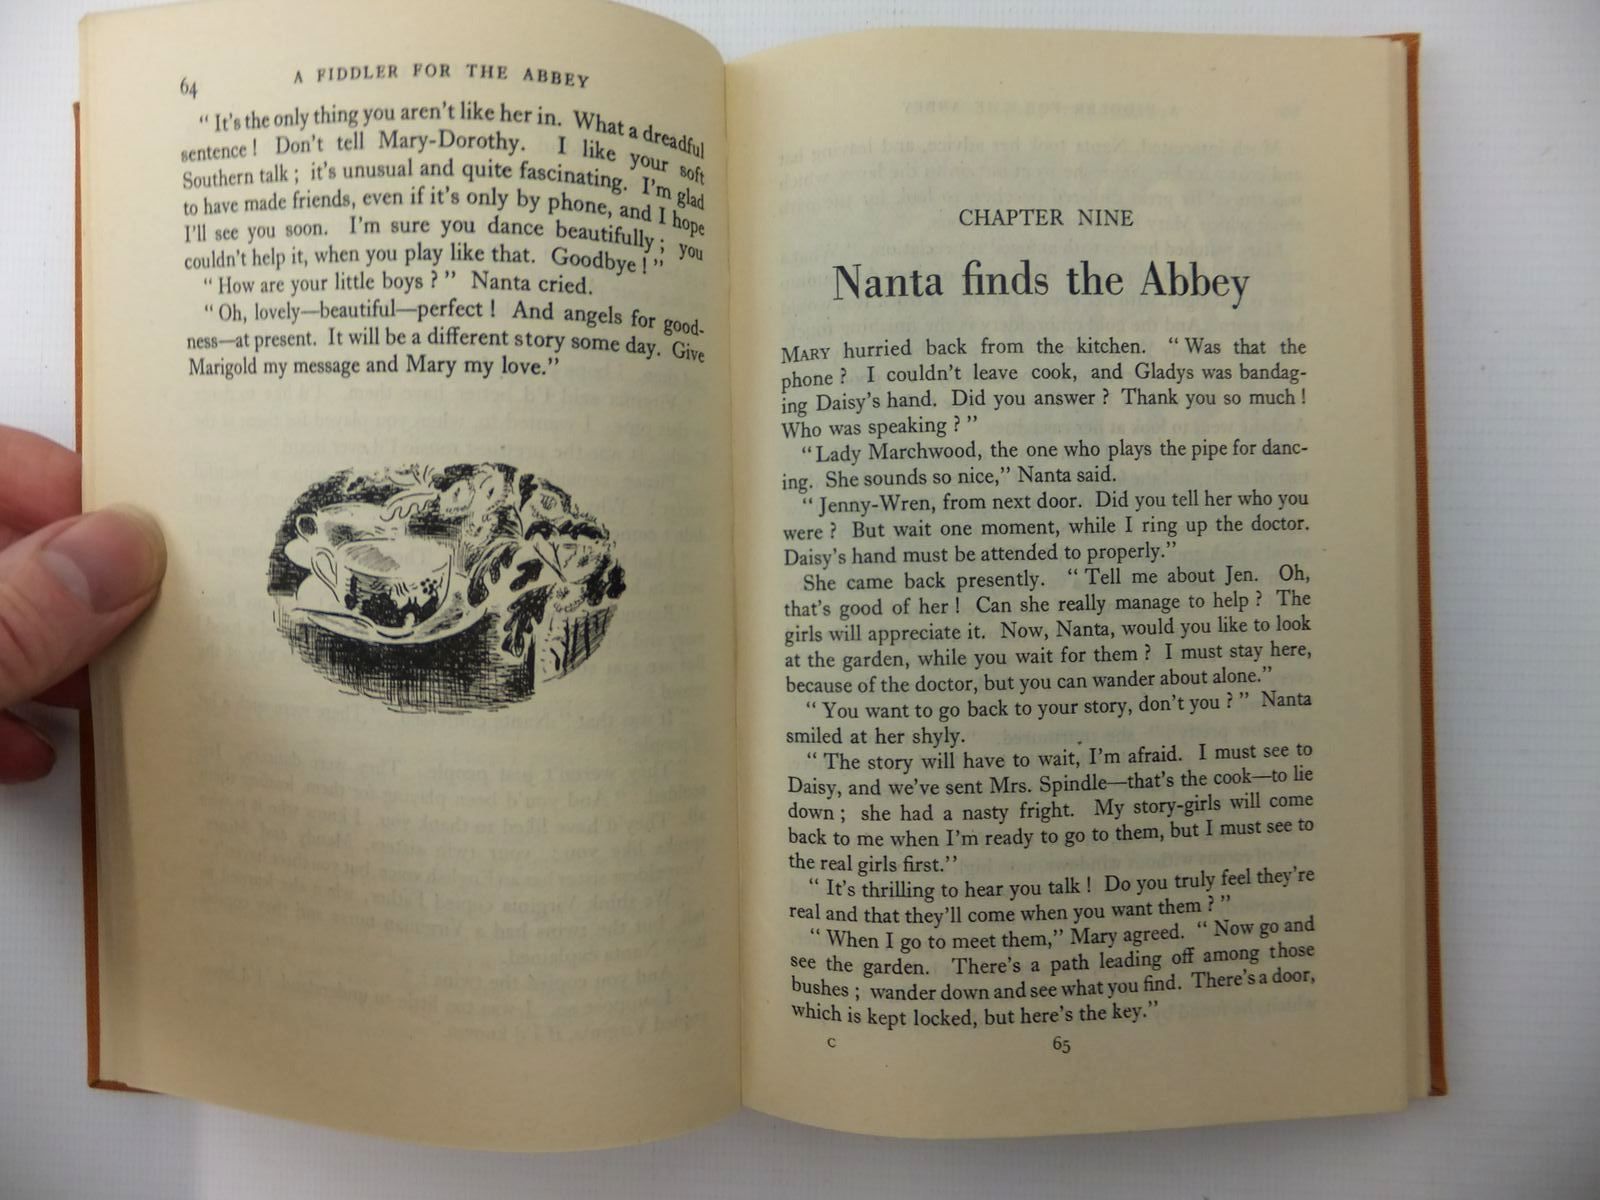 64
A FIDDLER FOR THE ABBEY
“ It's the only thing you aren't like her in. What a dreadful
sentence ! Don't tell Mary-Dorothy. I like your soft
Southern talk ; it's unusual and quite fascinating. I'm glad
to have made friends, even if it's only by phone, and I hope
I'll see you soon. I'm sure you dance beautifully ; you
couldn't help it, when you play like that. Goodbye ! ”
“ How are your little boys ? ” Nanta cried.
“ Oh, lovely—beautiful—perfect ! And angels for good-
ness—at present. It will be a different story some day. Give
Marigold my message and Mary my love.”
CHAPTER NINE
Nanta finds the Abbey
MARY hurried back from the kitchen. “ Was that the
phone ? I couldn't leave cook, and Gladys was bandag-
ing Daisy's hand. Did you answer ? Thank you so much !
Who was speaking ? ”
“ Lady Marchwood, the one who plays the pipe for danc-
ing. She sounds so nice,” Nanta said.
“ Jenny-Wren, from next door. Did you tell her who you
were ? But wait one moment, while I ring up the doctor.
Daisy's hand must be attended to properly.”
She came back presently. “ Tell me about Jen. Oh,
that's good of her ! Can she really manage to help ? The
girls will appreciate it. Now, Nanta, would you like to look
at the garden, while you wait for them ? I must stay here,
because of the doctor, but you can wander about alone.”
“ You want to go back to your story, don't you ? ” Nanta
smiled at her shyly.
“ The story will have to wait, I'm afraid. I must see to
Daisy, and we've sent Mrs. Spindle—that's the cook—to lie
down ; she had a nasty fright. My story-girls will come
back to me when I'm ready to go to them, but I must see to
the real girls first.”
“ It's thrilling to hear you talk ! Do you truly feel they're
real and that they'll come when you want them ? ”
“ When I go to meet them,” Mary agreed. “ Now go and
see the garden. There's a path leading off among those
bushes ; wander down and see what you find. There's a door,
which is kept locked, but here's the key.”
C
65